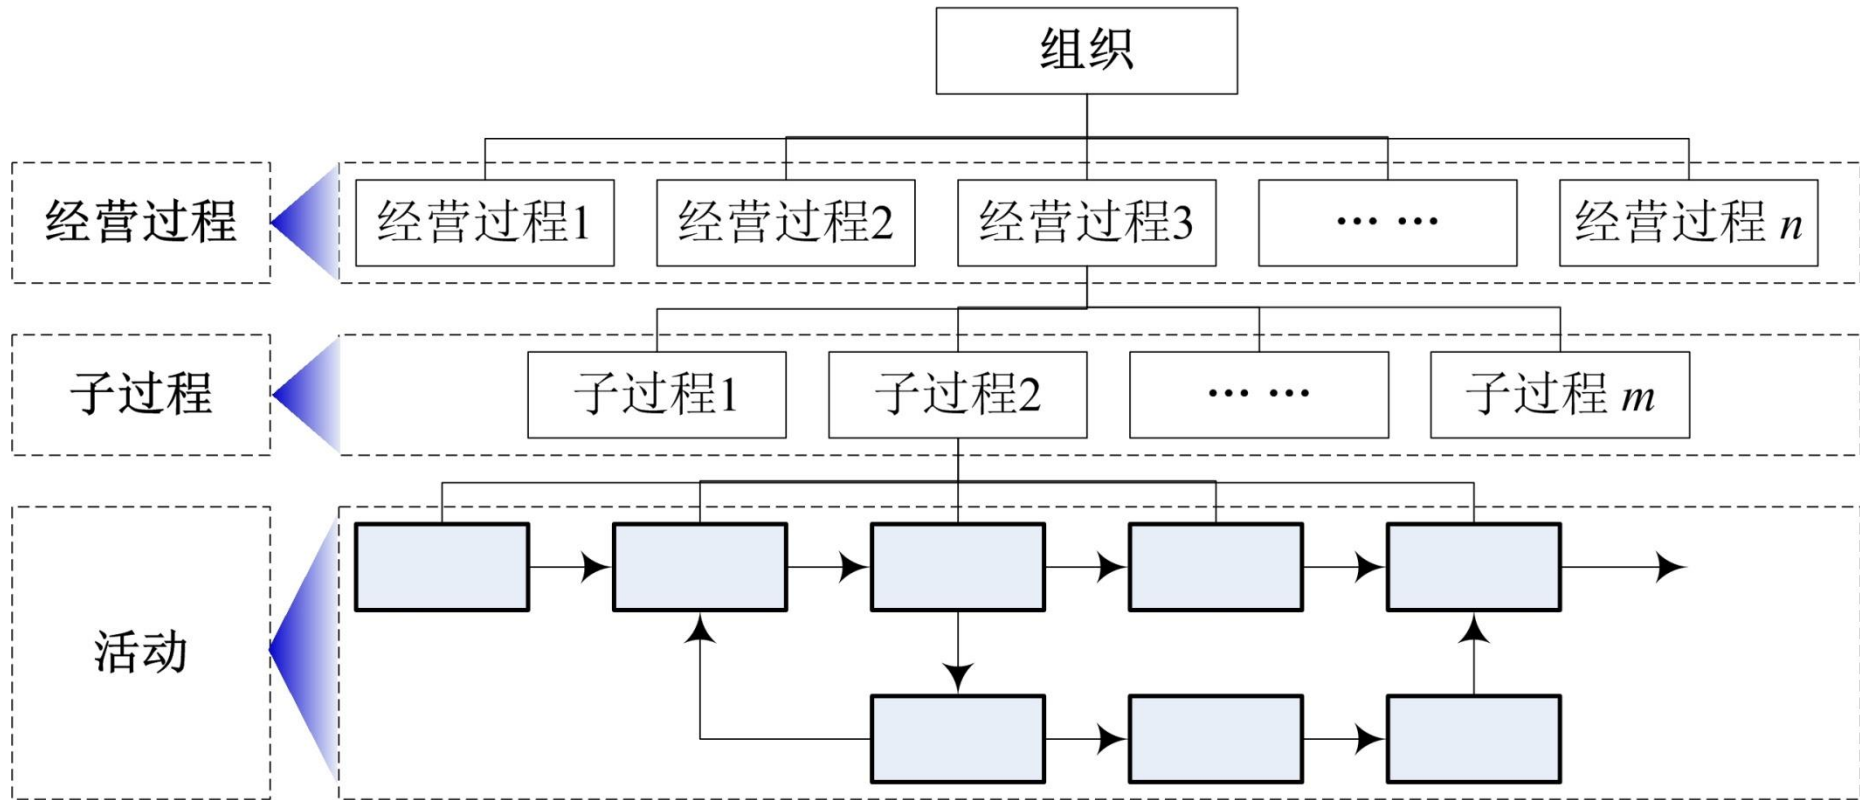 组织
经营过程
经营过程1
经营过程2
经营过程3
… …
经营过程 n
子过程
子过程1
子过程2
… …
子过程 m
活动